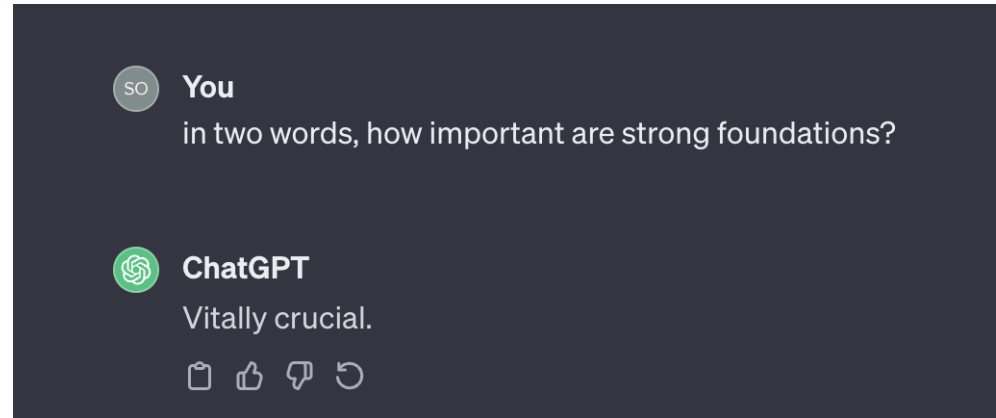 SO You
in two words, how important are strong foundations?
ChatGPT
Vitally crucial.